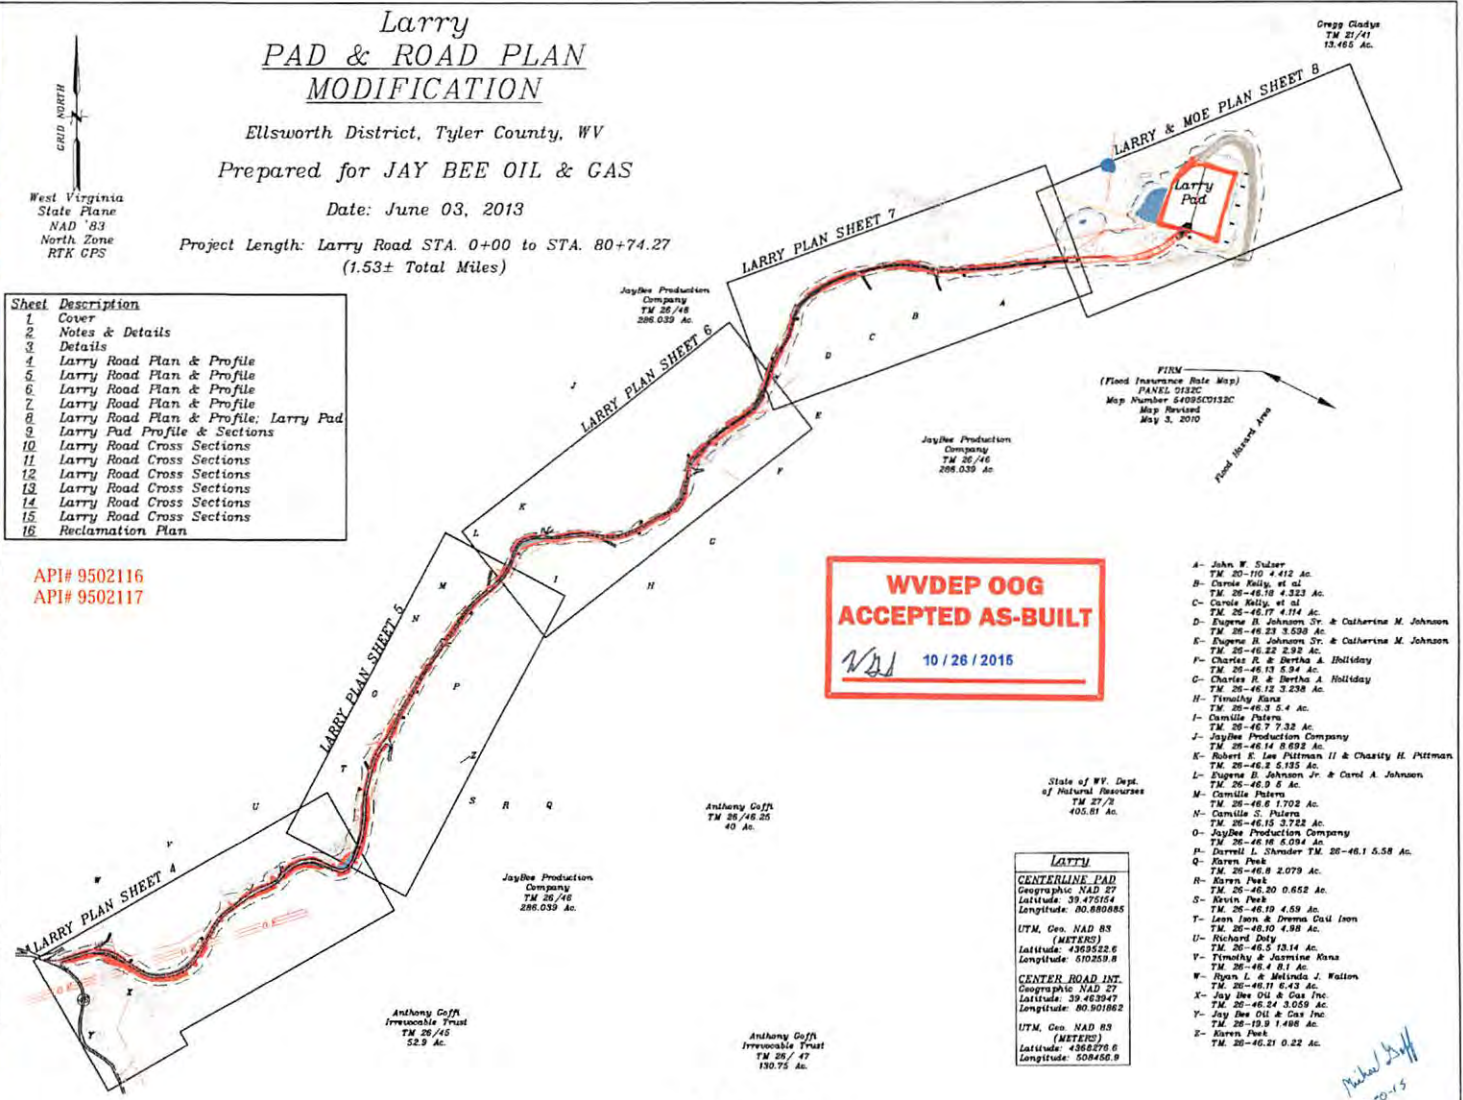 Larry
PAD & ROAD PLAN
MODIFICATION
Ellsworth District, Tyler County, WV
Prepared for JAY BEE OIL & GAS
Date: June 03, 2013
Project Length: Larry Road STA. 0+00 to STA. 80+74.27
(1.53± Total Miles)
GRID NORTH
N
West Virginia
State Plane
NAD '83
North Zone
RTK GPS
Sheet Description
1 Cover
2 Notes & Details
3 Details
4 Larry Road Plan & Profile
5 Larry Road Plan & Profile
6 Larry Road Plan & Profile
7 Larry Road Plan & Profile
8 Larry Road Plan & Profile; Larry Pad
9 Larry Pad Profile & Sections
10 Larry Road Cross Sections
11 Larry Road Cross Sections
12 Larry Road Cross Sections
13 Larry Road Cross Sections
14 Larry Road Cross Sections
15 Larry Road Cross Sections
16 Reclamation Plan
API# 9502116
API# 9502117
Gregg Gladys
TM 21/41
13.465 Ac.
LARRY & MOE PLAN SHEET 8
Larry
Pad
LARRY PLAN SHEET 7
A
B
C
D
JayBee Production
Company
TM 26/46
286.039 Ac.
LARRY PLAN SHEET 6
J
E
F
G
H
I
K
L
FIRM
(Flood Insurance Rate Map)
PANEL 0132C
Map Number 54095C0132C
Map Revised
May 3, 2010
Flood Hazard Area
JayBee Production
Company
TM 26/46
286.039 Ac.
LARRY PLAN SHEET 5
M
N
O
P
Z
T
S
R
Q
U
V
W
LARRY PLAN SHEET 4
X
Y
WVDEP OOG
ACCEPTED AS-BUILT
10 / 26 / 2015
Anthony Goffi
TM 26/46.25
40 Ac.
JayBee Production
Company
TM 26/46
286.039 Ac.
Anthony Goffi
Irrevocable Trust
TM 26/45
52.9 Ac.
Anthony Goffi
Irrevocable Trust
TM 26/ 47
130.75 Ac.
State of WV. Dept.
of Natural Resourses
TM 27/2
405.81 Ac.
Larry
CENTERLINE PAD
Geographic NAD 27
Latitude: 39.475154
Longitude: 80.880885
UTM, Geo. NAD 83
(METERS)
Latitude: 4369522.6
Longitude: 510259.8
CENTER ROAD INT.
Geographic NAD 27
Latitude: 39.463947
Longitude: 80.901862
UTM, Geo. NAD 83
(METERS)
Latitude: 4368276.6
Longitude: 508456.9
A- John W. Sulser
TM. 20-110 4.412 Ac.
B- Carole Kelly, et al
TM. 26-46.18 4.323 Ac.
C- Carole Kelly, et al
TM. 26-46.17 4.114 Ac.
D- Eugene B. Johnson Sr. & Catherine M. Johnson
TM. 26-46.23 3.598 Ac.
E- Eugene B. Johnson Sr. & Catherine M. Johnson
TM. 26-46.22 2.92 Ac.
F- Charles R. & Bertha A. Holliday
TM. 26-46.13 5.94 Ac.
G- Charles R. & Bertha A. Holliday
TM. 26-46.12 3.238 Ac.
H- Timothy Kanz
TM. 26-46.3 5.4 Ac.
I- Camille Patera
TM. 26-46.7 7.32 Ac.
J- JayBee Production Company
TM. 26-46.14 8.692 Ac.
K- Robert E. Lee Pittman II & Chasity H. Pittman
TM. 26-46.2 5.135 Ac.
L- Eugene B. Johnson Jr. & Carol A. Johnson
TM. 26-46.9 5 Ac.
M- Camille Patera
TM. 26-46.6 1.702 Ac.
N- Camille S. Patera
TM. 26-46.15 3.722 Ac.
O- JayBee Production Company
TM. 26-46.16 5.094 Ac.
P- Darrell L. Shrader TM. 26-46.1 5.58 Ac.
Q- Karen Peek
TM. 26-46.8 2.079 Ac.
R- Karen Peek
TM. 26-46.20 0.652 Ac.
S- Kevin Peek
TM. 26-46.19 4.59 Ac.
T- Leon Ison & Drema Gail Ison
TM. 26-46.10 4.98 Ac.
U- Richard Doty
TM. 26-46.5 13.14 Ac.
V- Timothy & Jasmine Kanz
TM. 26-46.4 8.1 Ac.
W- Ryan L. & Melinda J. Walton
TM. 26-46.11 6.43 Ac.
X- Jay Bee Oil & Gas Inc.
TM. 26-46.24 3.059 Ac.
Y- Jay Bee Oil & Gas Inc.
TM. 26-19.9 1.498 Ac.
Z- Karen Peek
TM. 26-46.21 0.22 Ac.